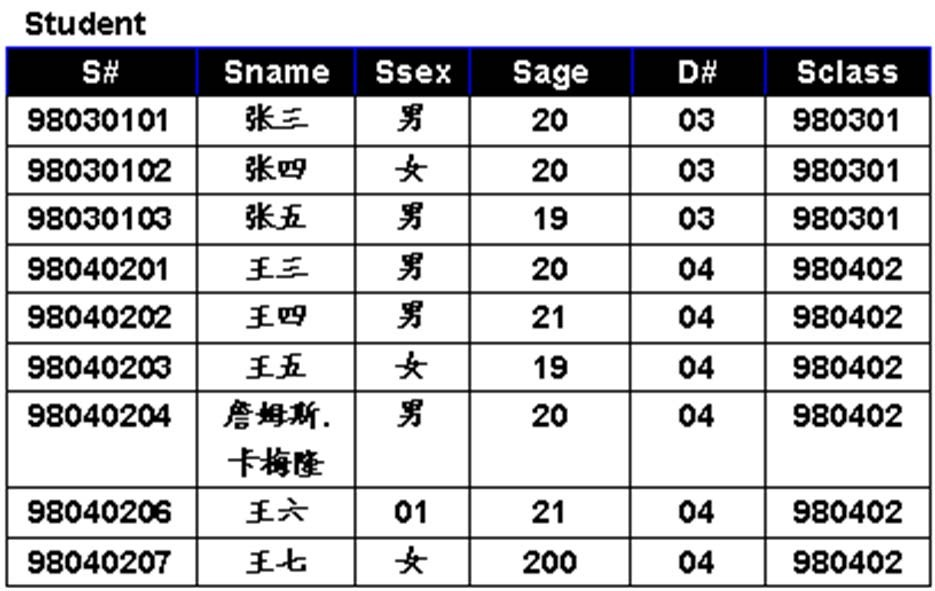 Student
S# Sname Ssex Sage D# Sclass
98030101 张三 男 20 03 980301
98030102 张四 女 20 03 980301
98030103 张五 男 19 03 980301
98040201 王三 男 20 04 980402
98040202 王四 男 21 04 980402
98040203 王五 女 19 04 980402
98040204 詹姆斯. 男 20 04 980402
卡梅隆
98040206 王六 01 21 04 980402
98040207 王七 女 200 04 980402